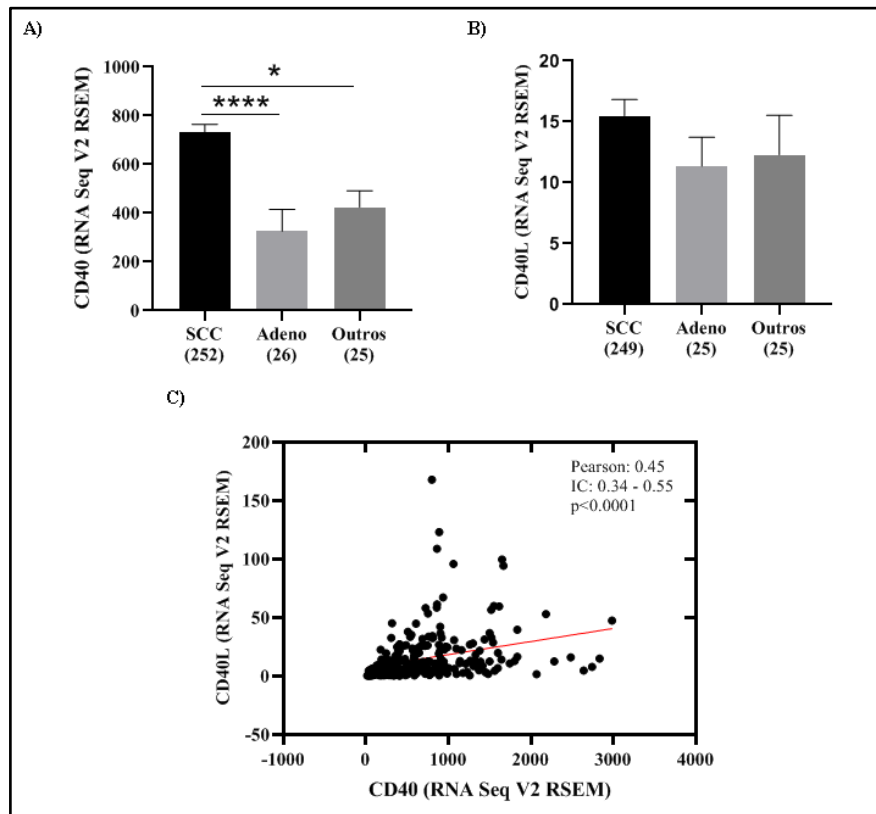 A)
CD40 (RNA Seq V2 RSEM)
1000
800
600
400
200
0
*
****
SCC
(252)
Adeno
(26)
Outros
(25)
B)
CD40L (RNA Seq V2 RSEM)
20
15
10
5
0
SCC
(249)
Adeno
(25)
Outros
(25)
C)
CD40L (RNA Seq V2 RSEM)
200
150
100
50
0
-50
Pearson: 0.45
IC: 0.34 - 0.55
p<0.0001
-1000
0
1000
2000
3000
4000
CD40 (RNA Seq V2 RSEM)